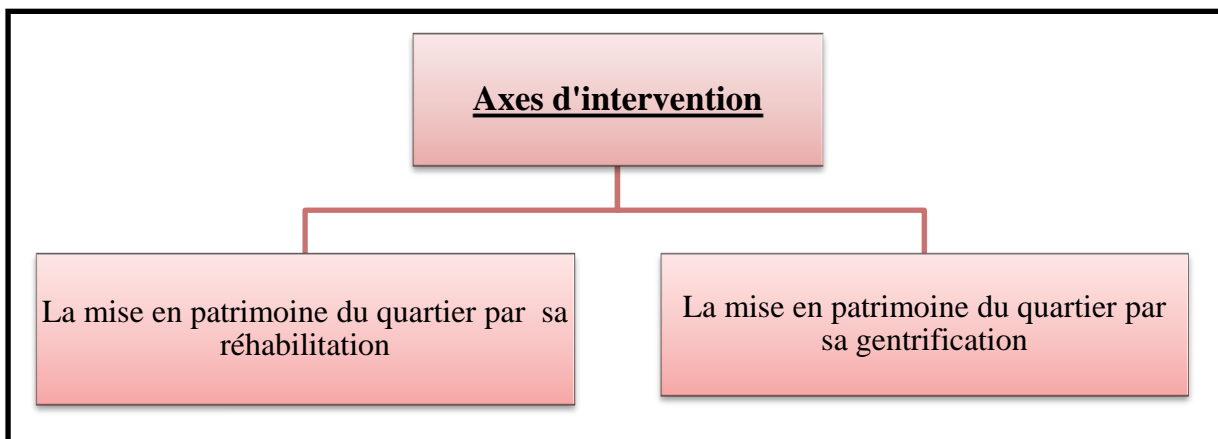 Axes d'intervention
La mise en patrimoine du quartier par sa
réhabilitation
La mise en patrimoine du quartier par
sa gentrification